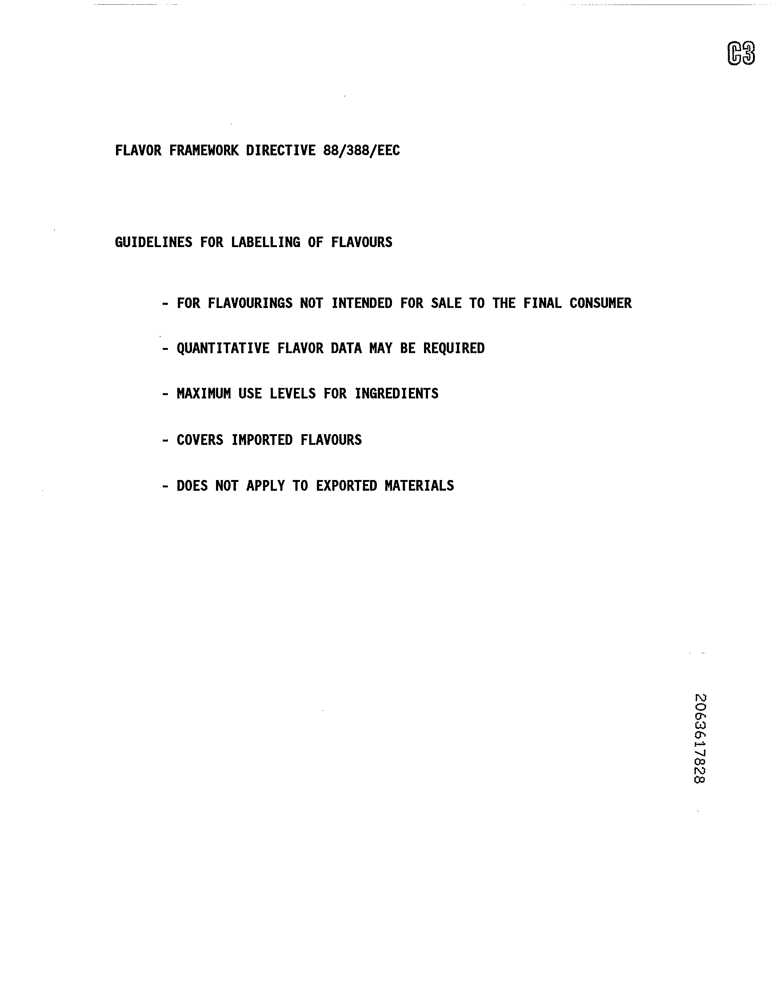 C3
FLAVOR FRAMEWORK DIRECTIVE 88/388/EEC
GUIDELINES FOR LABELLING OF FLAVOURS
- FOR FLAVOURINGS NOT INTENDED FOR SALE TO THE FINAL CONSUMER
- QUANTITATIVE FLAVOR DATA MAY BE REQUIRED
- MAXIMUM USE LEVELS FOR INGREDIENTS
- COVERS IMPORTED FLAVOURS
- DOES NOT APPLY TO EXPORTED MATERIALS
2063617828